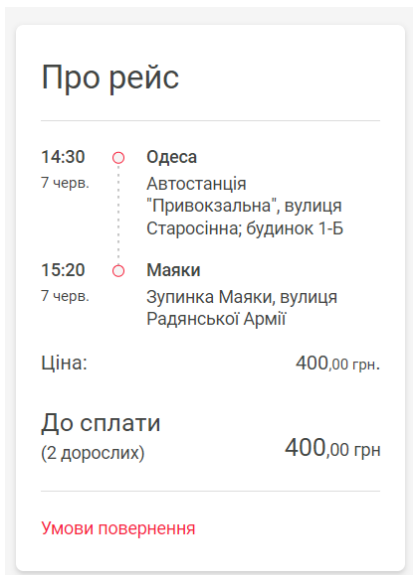 Про рейс
14:30 Одеса
7 черв. Автостанція
"Привокзальна", вулиця
Старосінна; будинок 1-Б
15:20 Маяки
7 черв. Зупинка Маяки, вулиця
Радянської Армії
Ціна: 400,00 грн.
До сплати
(2 дорослих) 400,00 грн
Умови повернення